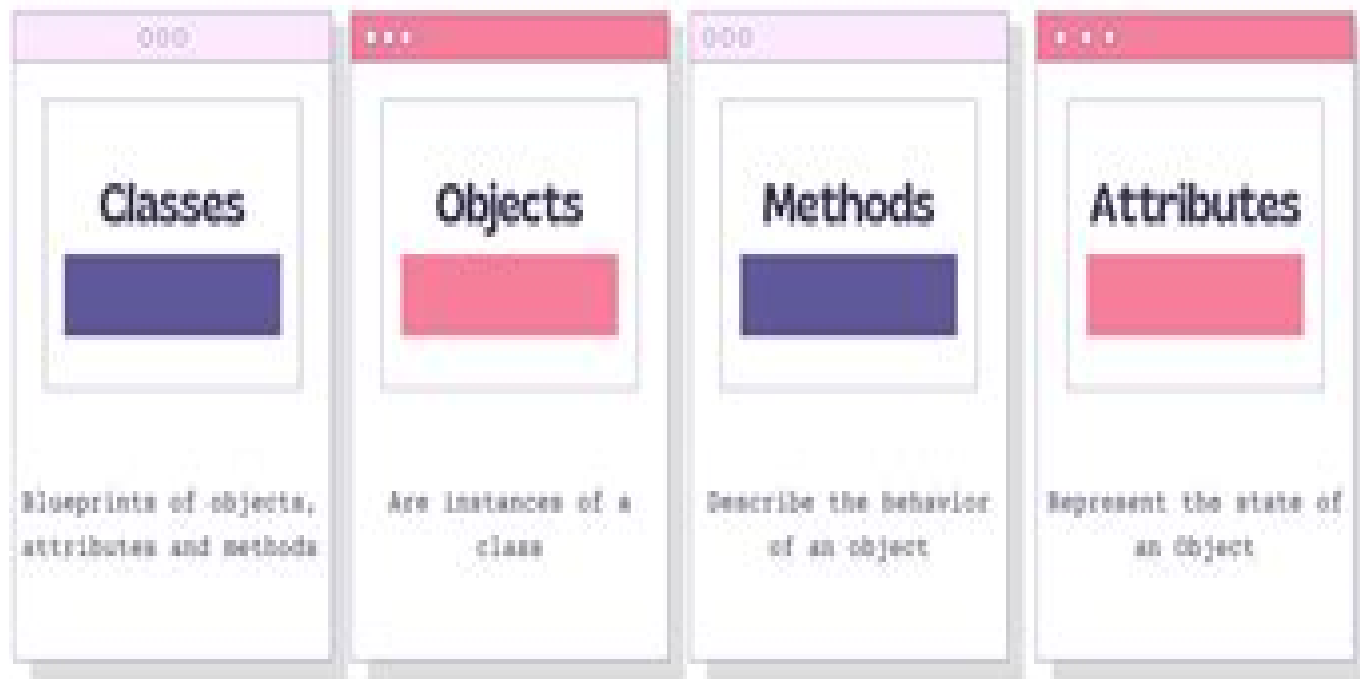 Classes
Blueprints of objects,
attributes and methods
Objects
Are instances of a
class
Methods
Describe the behavior
of an object
Attributes
Represent the state of
an Object